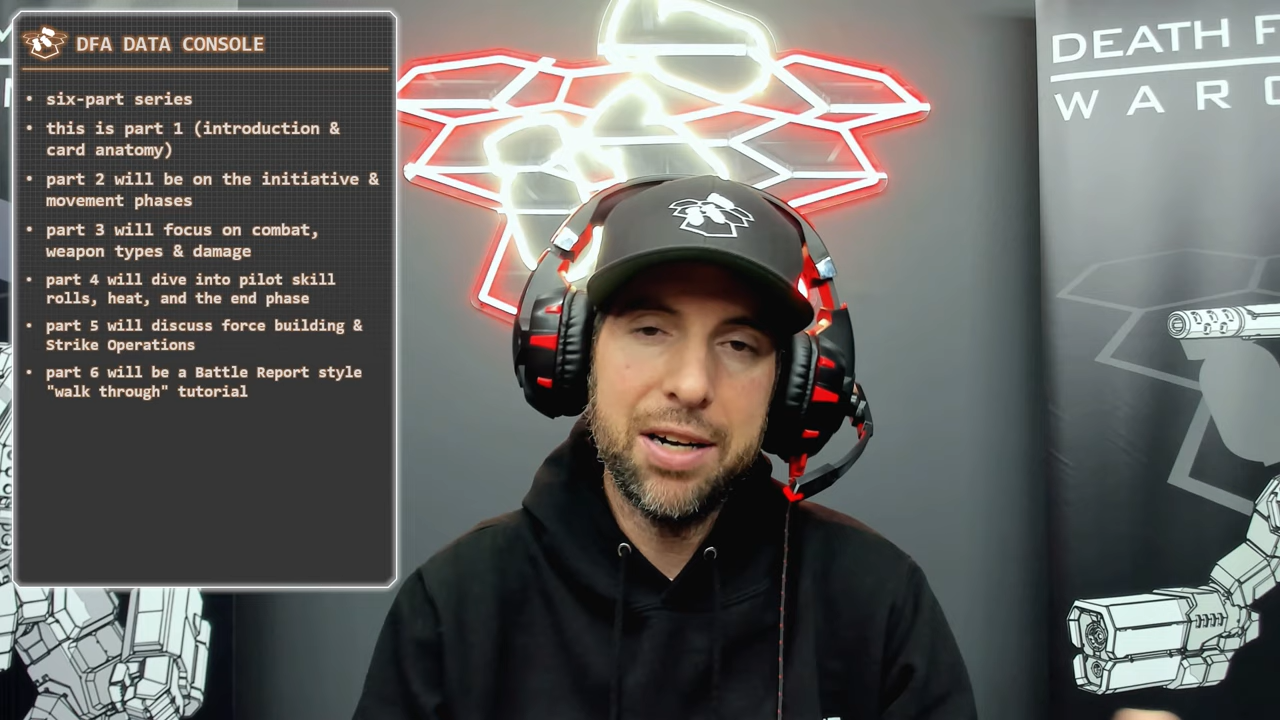 DFA DATA CONSOLE
• six-part series
• this is part 1 (introduction &
card anatomy)
• part 2 will be on the initiative &
movement phases
• part 3 will focus on combat,
weapon types & damage
• part 4 will dive into pilot skill
rolls, heat, and the end phase
• part 5 will discuss force building &
Strike Operations
• part 6 will be a Battle Report style
"walk through" tutorial
DEATH F
WARG